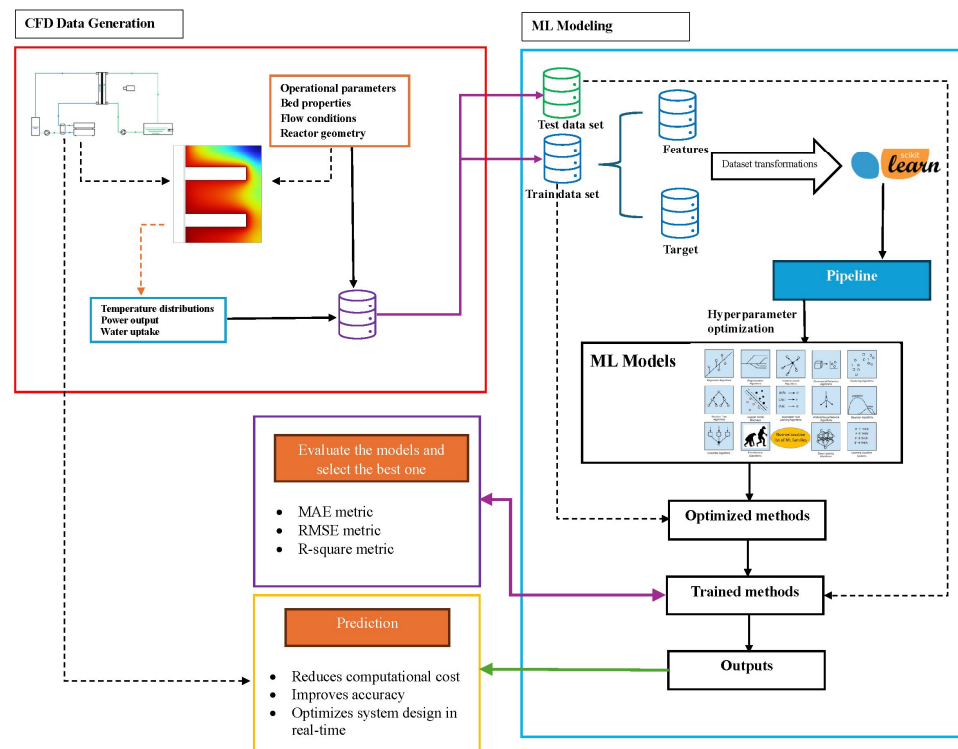 CFD Data Generation
ML Modeling
Operational parameters
Bed properties
Flow conditions
Reactor geometry
Temperature distributions
Power output
Water uptake
Test data set
Train data set
Features
Target
Dataset transformations
scikit
learn
Pipeline
Hyperparameter
optimization
ML Models
Optimized methods
Trained methods
Outputs
Evaluate the models and
select the best one
• MAE metric
• RMSE metric
• R-square metric
Prediction
• Reduces computational cost
• Improves accuracy
• Optimizes system design in
real-time